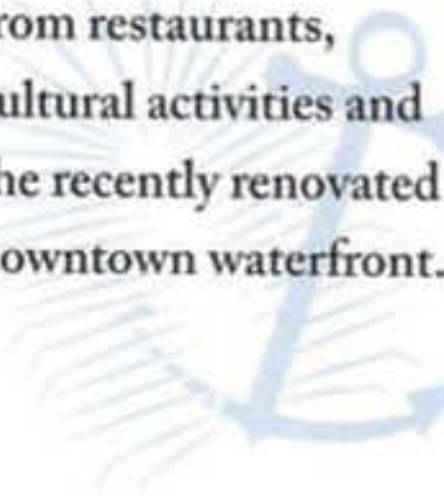 rom restaurants,
ultural activities and
he recently renovated
owntown waterfront.